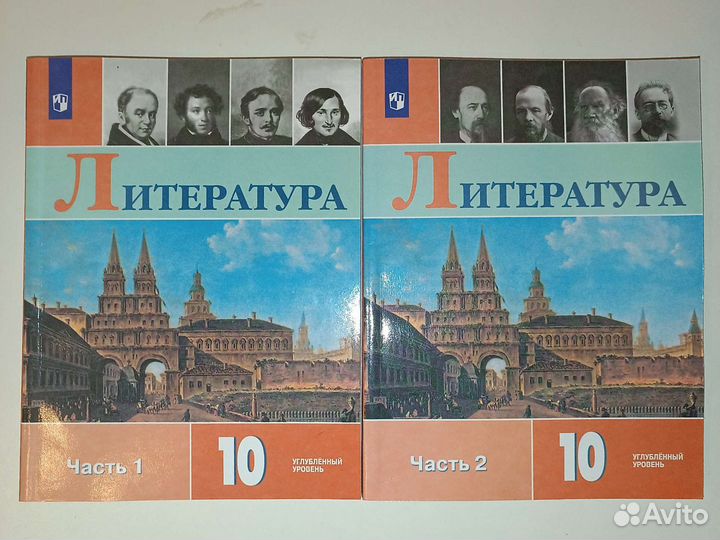 ЛИТЕРАТУРА
Часть 1
10
УГЛУБЛЁННЫЙ
УРОВЕНЬ
ЛИТЕРАТУРА
Часть 2
10
УГЛУБЛЁННЫЙ
УРОВЕНЬ
Avito